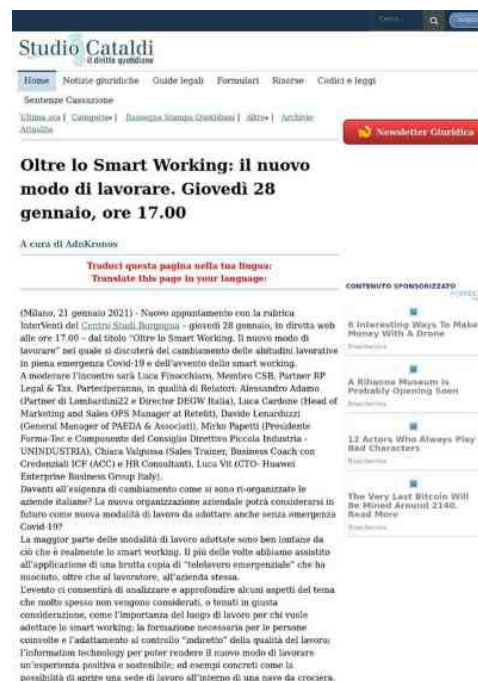 Cerca...
Studio Cataldi
il diritto quotidiano
Home Notizie giuridiche Guide legali Formulari Risorse Codici e leggi
Sentenze Cassazione
Ultima ora | Categorie | Rassegna Stampa Quotidiani | Altro | Archivio
Attualità
Newsletter Giuridica
Oltre lo Smart Working: il nuovo
modo di lavorare. Giovedì 28
gennaio, ore 17.00
A cura di AdnKronos
Traduci questa pagina nella tua lingua:
Translate this page in your language:
(Milano, 21 gennaio 2021) - Nuovo appuntamento con la rubrica
InterVenti del Centro Studi Borgogna – giovedì 28 gennaio, in diretta web
alle ore 17.00 – dal titolo "Oltre lo Smart Working. Il nuovo modo di
lavorare" nel quale si discuterà del cambiamento delle abitudini lavorative
in piena emergenza Covid-19 e dell'avvento dello smart working.
A moderare l'incontro sarà Luca Finocchiaro, Membro CSB, Partner RP
Legal & Tax. Parteciperanno, in qualità di Relatori: Alessandro Adamo
(Partner di Lombardini22 e Director DEGW Italia), Luca Cardone (Head of
Marketing and Sales OPS Manager at Retelit), Davide Lenarduzzi
(General Manager of PAEDA & Associati), Mirko Papetti (Presidente
Forma-Tec e Componente del Consiglio Direttivo Piccola Industria -
UNINDUSTRIA), Chiara Valgussa (Sales Trainer, Business Coach con
Credenziali ICF (ACC) e HR Consultant), Luca Vit (CTO- Huawei
Enterprise Business Group Italy).
Davanti all'esigenza di cambiamento come si sono ri-organizzate le
aziende italiane? La nuova organizzazione aziendale potrà considerarsi in
futuro come nuova modalità di lavoro da adottare anche senza emergenza
Covid-19?
La maggior parte delle modalità di lavoro adottate sono ben lontane da
ciò che è realmente lo smart working. Il più delle volte abbiamo assistito
all'applicazione di una brutta copia di "telelavoro emergenziale" che ha
nuociuto, oltre che al lavoratore, all'azienda stessa.
L'evento ci consentirà di analizzare e approfondire alcuni aspetti del tema
che molto spesso non vengono considerati, o tenuti in giusta
considerazione, come l'importanza del luogo di lavoro per chi vuole
adottare lo smart working; la formazione necessaria per le persone
coinvolte e l'adattamento al controllo "indiretto" della qualità del lavoro;
l'information technology per poter rendere il nuovo modo di lavorare
un'esperienza positiva e sostenibile; ed esempi concreti come la
possibilità di aprire una sede di lavoro all'interno di una nave da crociera.
CONTENUTO SPONSORIZZATO
6 Interesting Ways To Make
Money With A Drone
Brainberries
A Rihanna Museum Is
Probably Opening Soon
Brainberries
12 Actors Who Always Play
Bad Characters
Brainberries
The Very Last Bitcoin Will
Be Mined Around 2140.
Read More
Brainberries